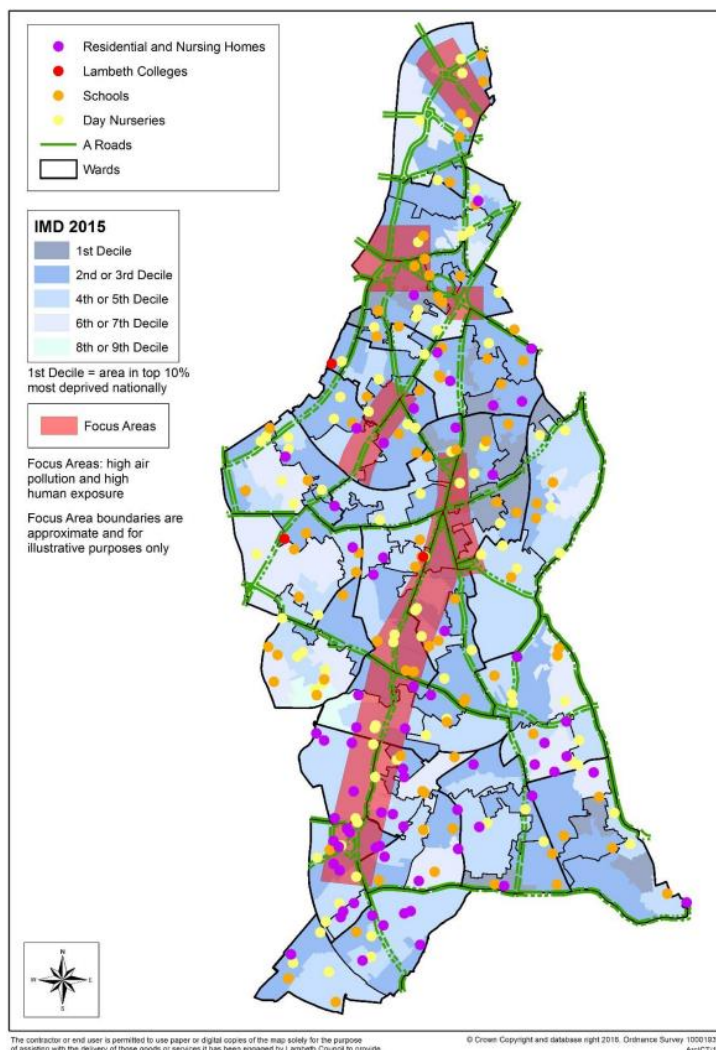 Residential and Nursing Homes
Lambeth Colleges
Schools
Day Nurseries
A Roads
Wards
IMD 2015
1st Decile
2nd or 3rd Decile
4th or 5th Decile
6th or 7th Decile
8th or 9th Decile
1st Decile = area in top 10%
most deprived nationally
Focus Areas
Focus Areas: high air
pollution and high
human exposure
Focus Area boundaries are
approximate and for
illustrative purposes only
N
W
E
S
The contractor or end user is permitted to use paper or digital copies of the map solely for the purpose
of assisting with the delivery of those goods or services it has been engaged by Lambeth Council to provide
© Crown Copyright and database right 2018. Ordnance Survey